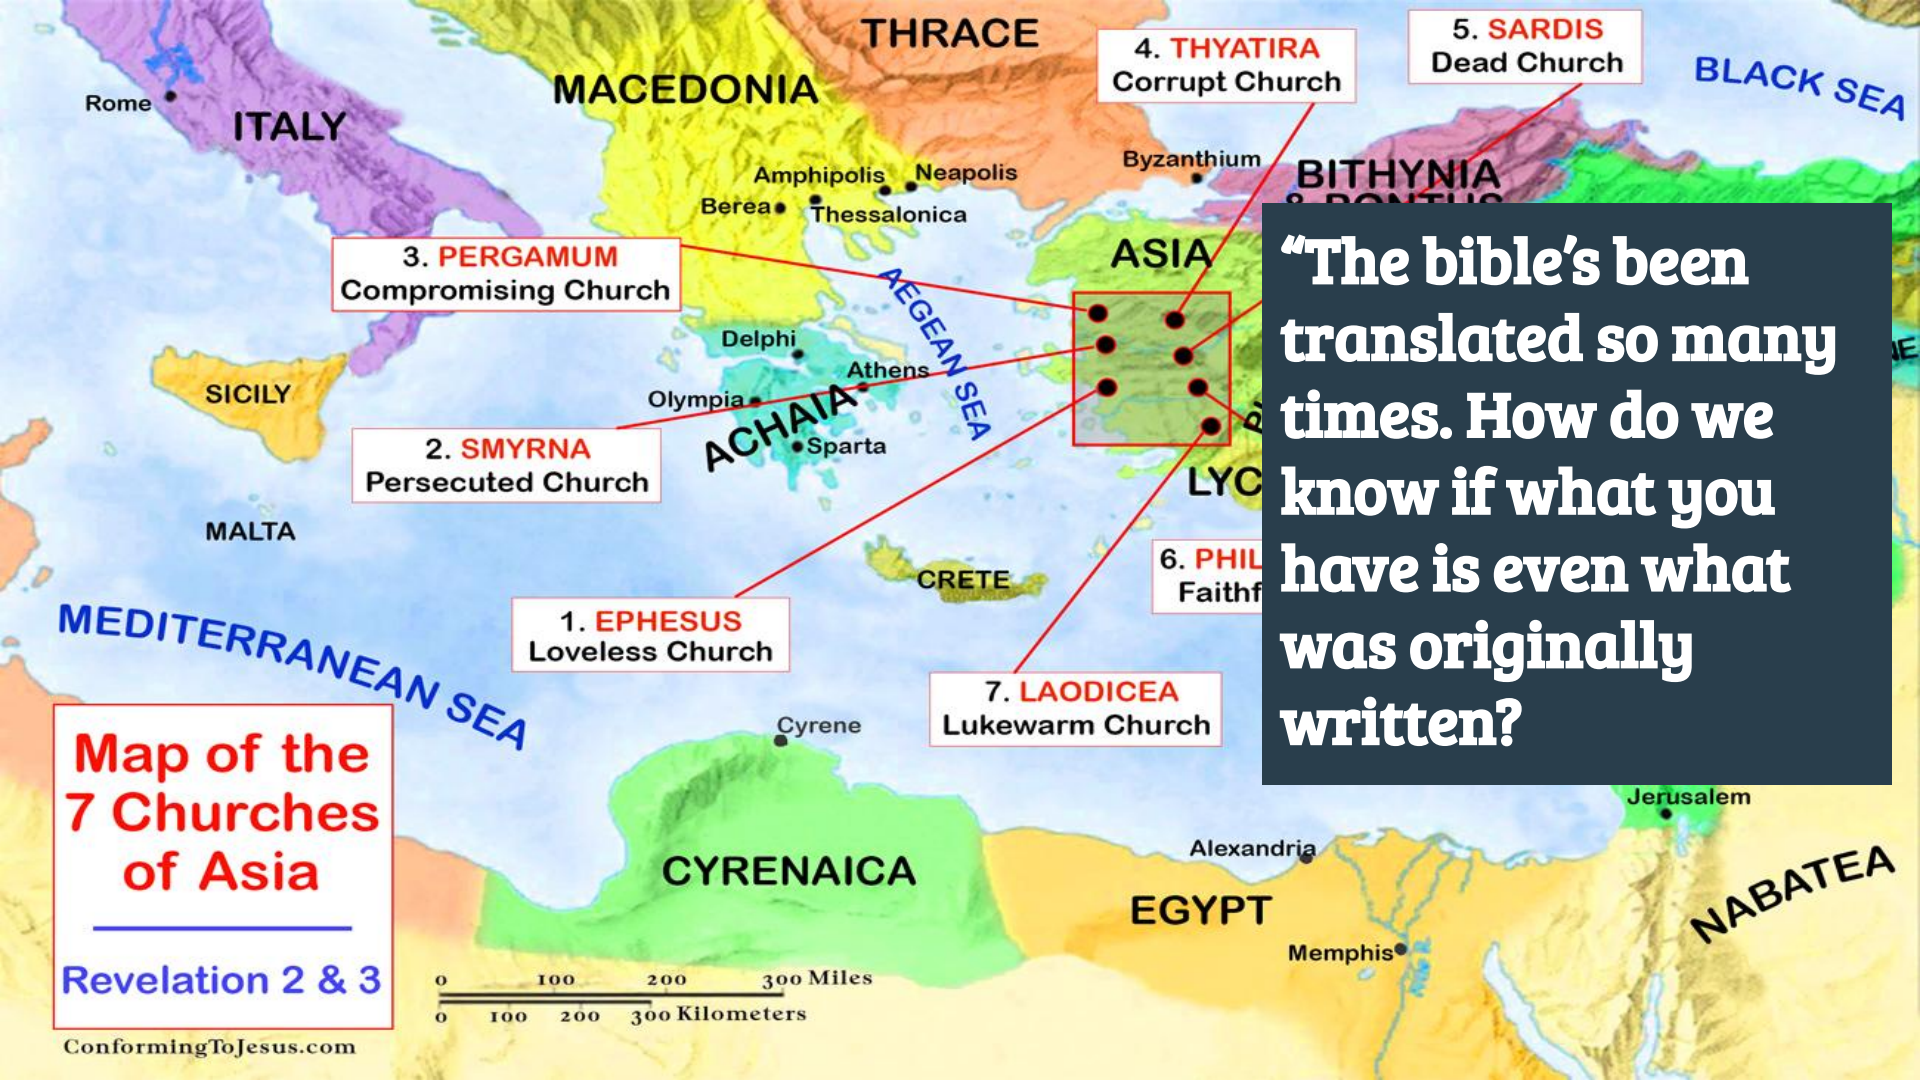 THRACE
4. THYATIRA
Corrupt Church
5. SARDIS
Dead Church
BLACK SEA
MACEDONIA
Rome
ITALY
Byzanthium
BITHYNIA
& PONTUS
Amphipolis
Neapolis
Berea
Thessalonica
3. PERGAMUM
Compromising Church
ASIA
AEGEAN SEA
Delphi
Athens
Olympia
ACHAIA
Sparta
SICILY
2. SMYRNA
Persecuted Church
LYC
MALTA
CRETE
6. PHIL
Faithf
1. EPHESUS
Loveless Church
7. LAODICEA
Lukewarm Church
MEDITERRANEAN SEA
“The bible’s been
translated so many
times. How do we
know if what you
have is even what
was originally
written?
Cyrene
Jerusalem
Map of the
7 Churches
of Asia
Revelation 2 & 3
CYRENAICA
Alexandria
EGYPT
NABATEA
Memphis
Nile R.
0 100 200 300 Miles
0 100 200 300 Kilometers
ConformingToJesus.com